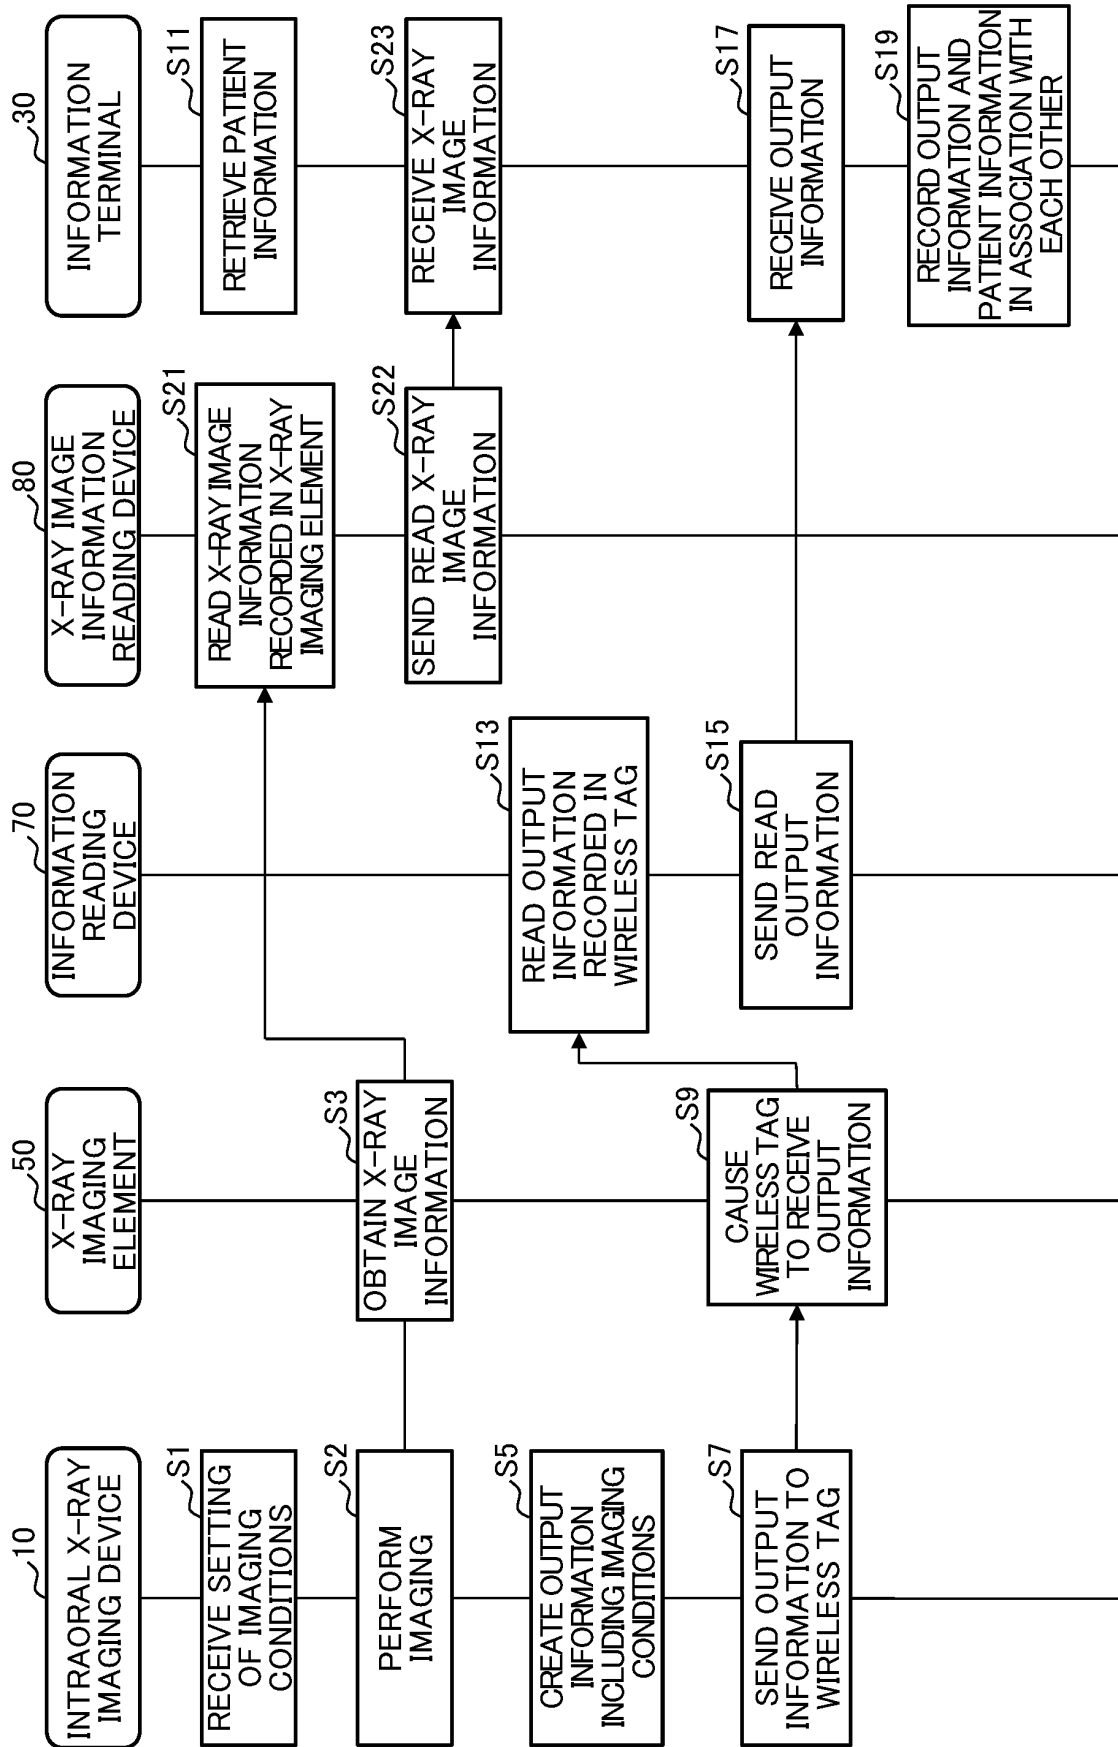 10
INTRAORAL X-RAY
IMAGING DEVICE
S1
RECEIVE SETTING
OF IMAGING
CONDITIONS
S2
PERFORM
IMAGING
S5
CREATE OUTPUT
INFORMATION
INCLUDING IMAGING
CONDITIONS
S7
SEND OUTPUT
INFORMATION TO
WIRELESS TAG
50
X-RAY
IMAGING
ELEMENT
S3
OBTAIN X-RAY
IMAGE
INFORMATION
S9
CAUSE
WIRELESS TAG
TO RECEIVE
OUTPUT
INFORMATION
70
INFORMATION
READING
DEVICE
S13
READ OUTPUT
INFORMATION
RECORDED IN
WIRELESS TAG
S15
SEND READ
OUTPUT
INFORMATION
80
X-RAY IMAGE
INFORMATION
READING DEVICE
S21
READ X-RAY IMAGE
INFORMATION
RECORDED IN X-RAY
IMAGING ELEMENT
S22
SEND READ X-RAY
IMAGE
INFORMATION
30
INFORMATION
TERMINAL
S11
RETRIEVE PATIENT
INFORMATION
S23
RECEIVE X-RAY
IMAGE
INFORMATION
S17
RECEIVE OUTPUT
INFORMATION
S19
RECORD OUTPUT
INFORMATION AND
PATIENT INFORMATION
IN ASSOCIATION WITH
EACH OTHER